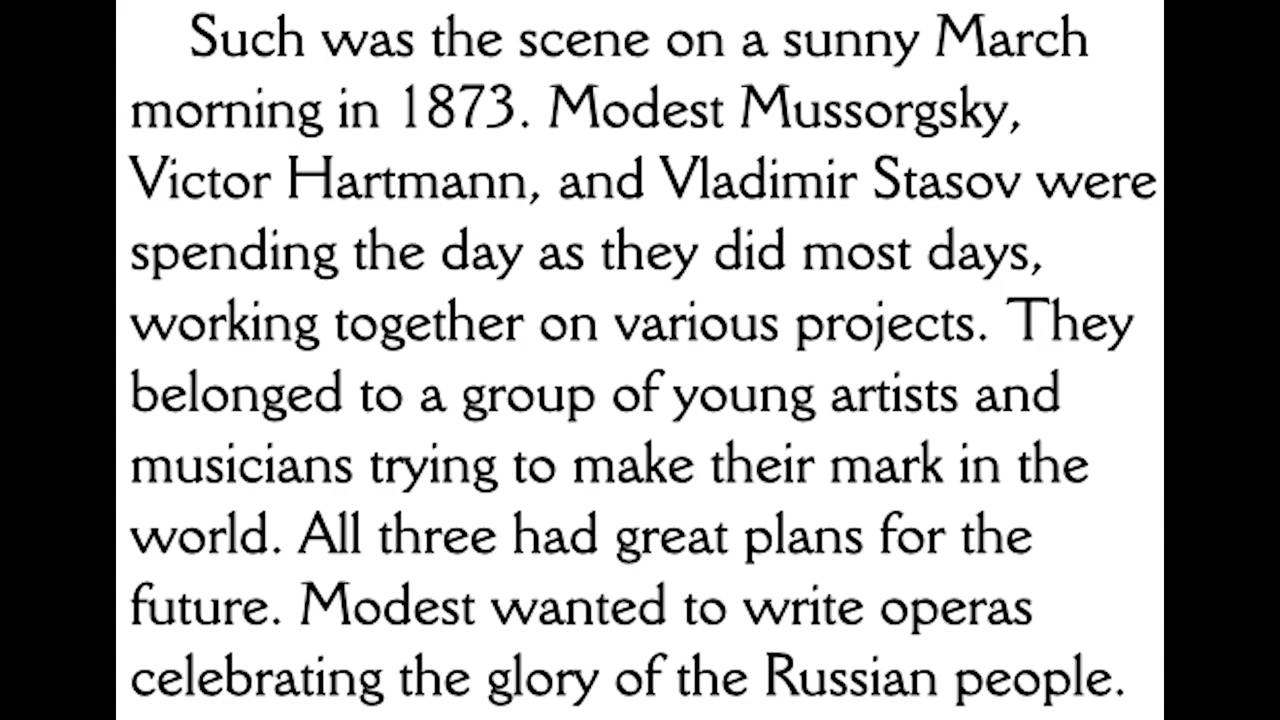 Such was the scene on a sunny March
morning in 1873. Modest Mussorgsky,
Victor Hartmann, and Vladimir Stasov were
spending the day as they did most days,
working together on various projects. They
belonged to a group of young artists and
musicians trying to make their mark in the
world. All three had great plans for the
future. Modest wanted to write operas
celebrating the glory of the Russian people.